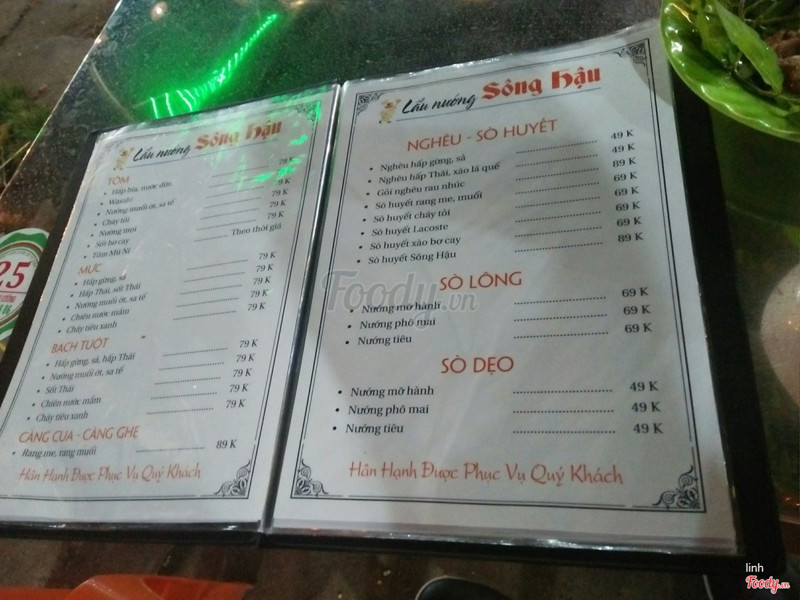 Lẩu nướng Sông Hậu
TÔM
Hấp bia, nước dừa 79 K
Wasabi 79 K
Nướng muối ớt, sa tế 79 K
Cháy tỏi 79 K
Nướng mọi 79 K
Sốt bơ cay
Tôm Mũ Ni Theo thời giá
MỰC
Hấp gừng, sả 79 K
Hấp Thái, sốt Thái 79 K
Nướng muối ớt, sa tế 79 K
Chiên nước mắm 79 K
Cháy tiêu xanh 79 K
BẠCH TUỘT
Hấp gừng, sả, hấp Thái 79 K
Nướng muối ớt, sa tế 79 K
Sốt Thái 79 K
Chiên nước mắm 79 K
Cháy tiêu xanh 79 K
CÀNG CUA - CÀNG GHẸ
Rang me, rang muối 89 K
Hân Hạnh Được Phục Vụ Quý Khách
Lẩu nướng Sông Hậu
NGHÊU - SÒ HUYẾT
Nghêu hấp gừng, sả 49 K
Nghêu hấp Thái, xào lá quế 49 K
Gỏi nghêu rau nhúc 89 K
Sò huyết rang me, muối 69 K
Sò huyết cháy tỏi 69 K
Sò huyết Lacoste 69 K
Sò huyết xào bơ cay 69 K
Sò huyết Sông Hậu 89 K
SÒ LÔNG
Nướng mỡ hành 69 K
Nướng phô mai 69 K
Nướng tiêu 69 K
SÒ DẸO
Nướng mỡ hành 49 K
Nướng phô mai 49 K
Nướng tiêu 49 K
Hân Hạnh Được Phục Vụ Quý Khách
25
Foody.vn
linh
Foody.vn